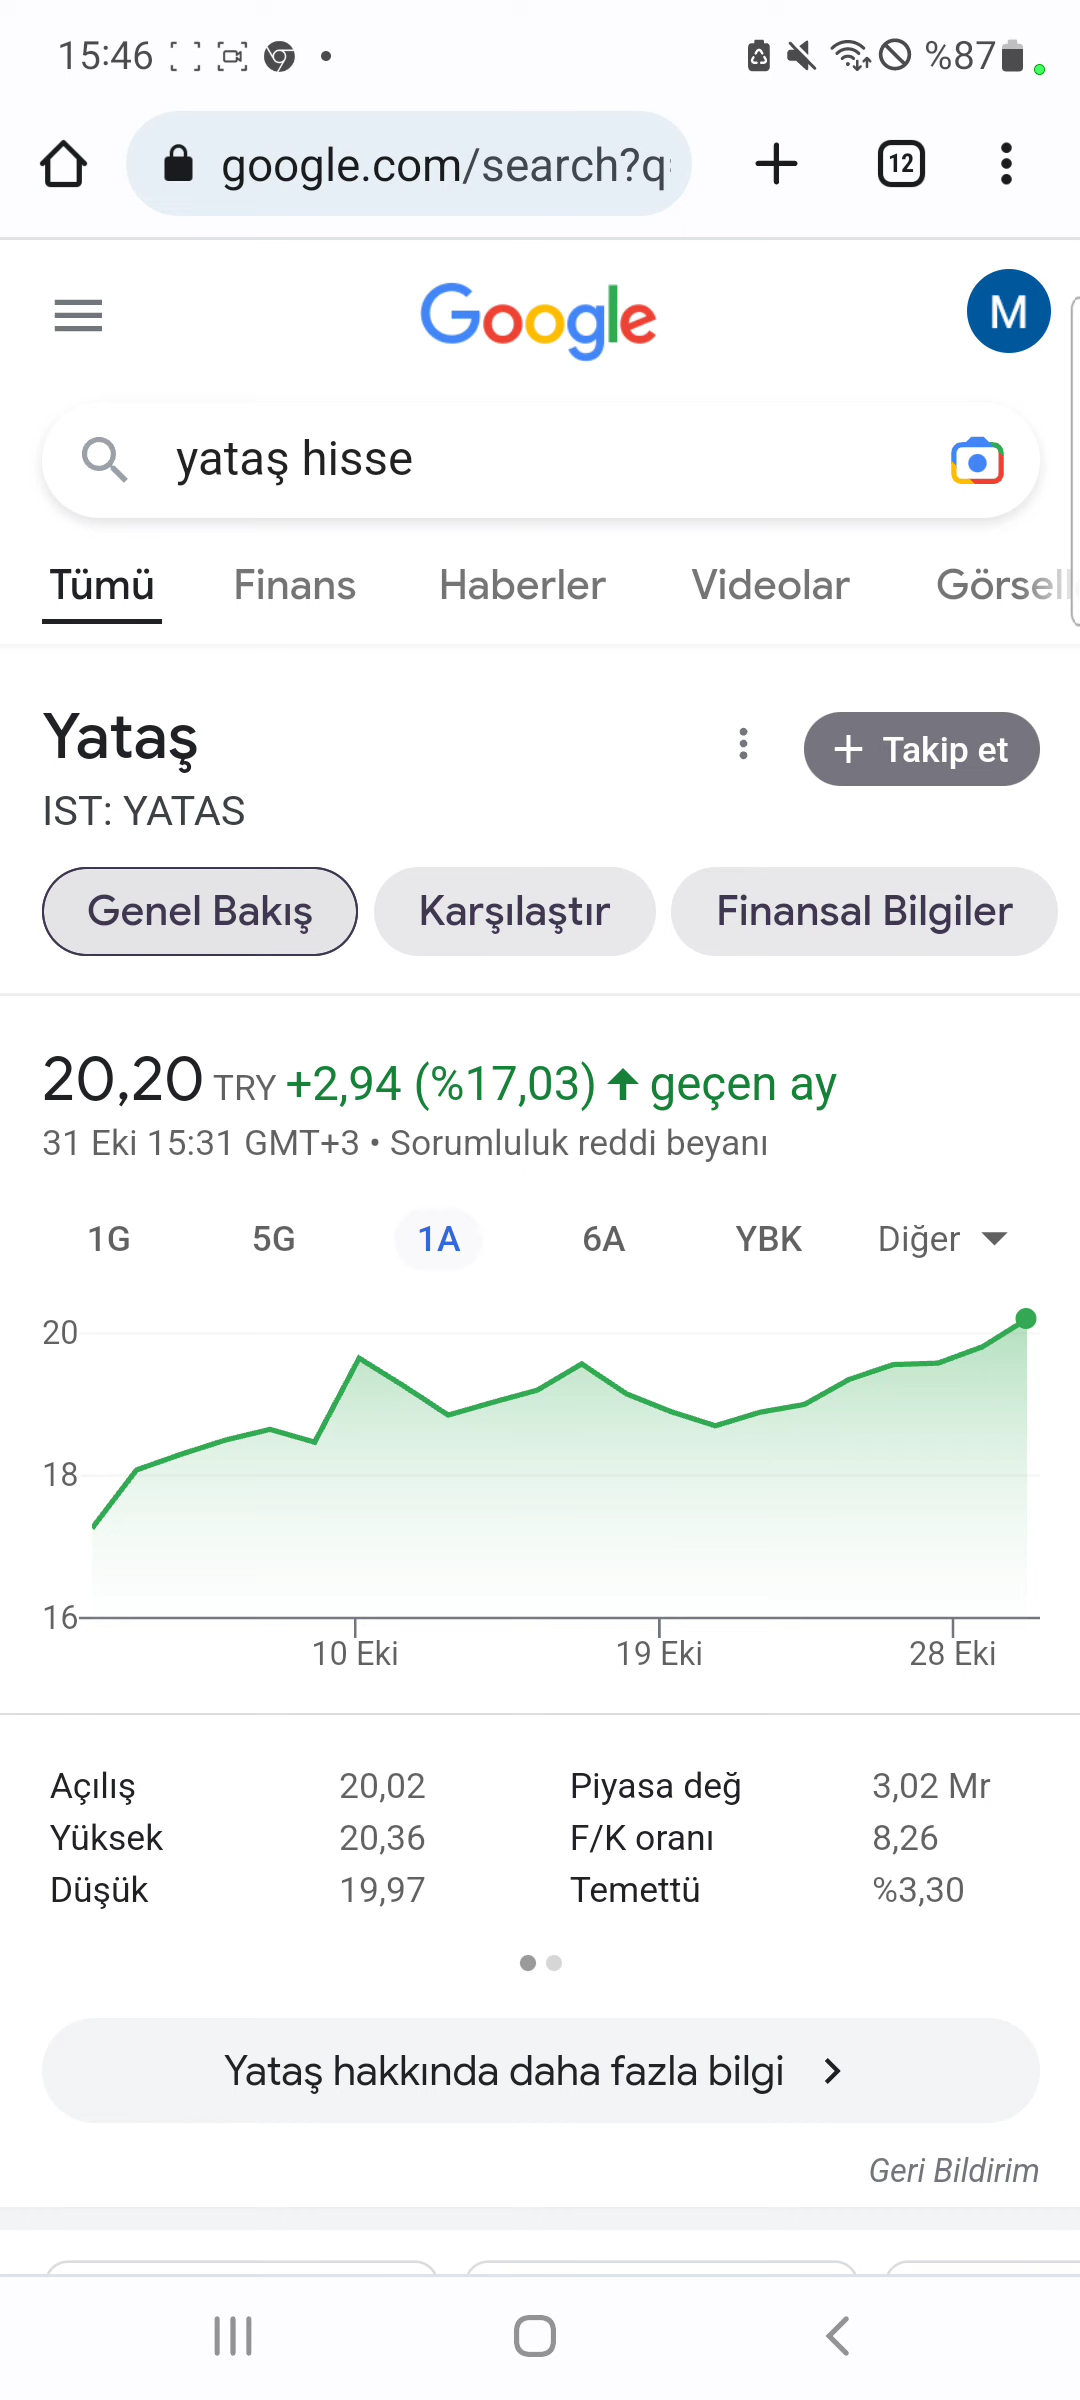 15:46 %87
google.com/search?q
12
Google
M
yataş hisse
Tümü Finans Haberler Videolar Görsell
Yataş
+ Takip et
IST: YATAS
Genel Bakış Karşılaştır Finansal Bilgiler
20,20 TRY +2,94 (%17,03) ↑ geçen ay
31 Eki 15:31 GMT+3 • Sorumluluk reddi beyanı
1G 5G 1A 6A YBK Diğer
20
18
16
10 Eki 19 Eki 28 Eki
Açılış 20,02 Piyasa değ 3,02 Mr
Yüksek 20,36 F/K oranı 8,26
Düşük 19,97 Temettü %3,30
Yataş hakkında daha fazla bilgi
Geri Bildirim